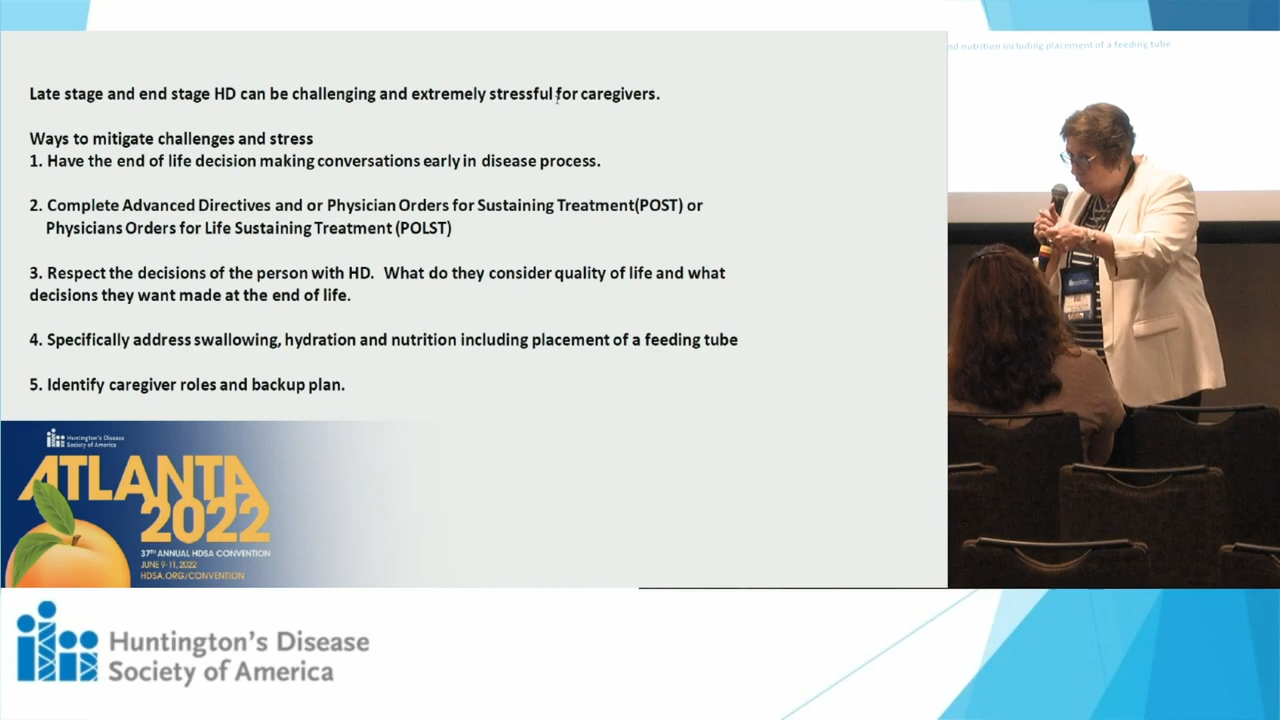 Late stage and end stage HD can be challenging and extremely stressful for caregivers.
Ways to mitigate challenges and stress
1. Have the end of life decision making conversations early in disease process.
2. Complete Advanced Directives and or Physician Orders for Sustaining Treatment(POST) or
Physicians Orders for Life Sustaining Treatment (POLST)
3. Respect the decisions of the person with HD. What do they consider quality of life and what
decisions they want made at the end of life.
4. Specifically address swallowing, hydration and nutrition including placement of a feeding tube
5. Identify caregiver roles and backup plan.
Huntington's Disease
Society of America
ATLANTA
2022
37TH ANNUAL HDSA CONVENTION
JUNE 9-11, 2022
HDSA.ORG/CONVENTION
nd nutrition including placement of a feeding tube
Huntington's Disease
Society of America